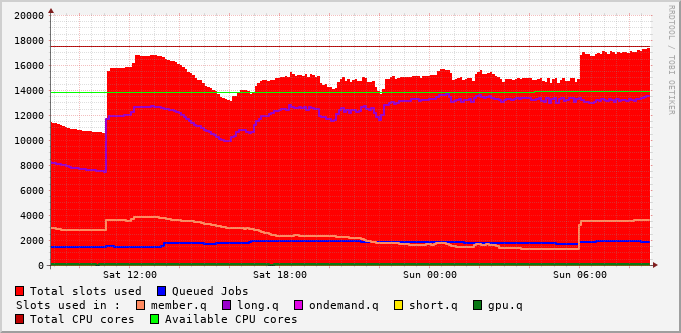 20000
18000
16000
14000
12000
10000
8000
6000
4000
2000
0
Sat 12:00 Sat 18:00 Sun 00:00 Sun 06:00
RRDTOOL / TOBI OETIKER
Total slots used Queued Jobs
Slots used in : member.q long.q ondemand.q short.q gpu.q
Total CPU cores Available CPU cores